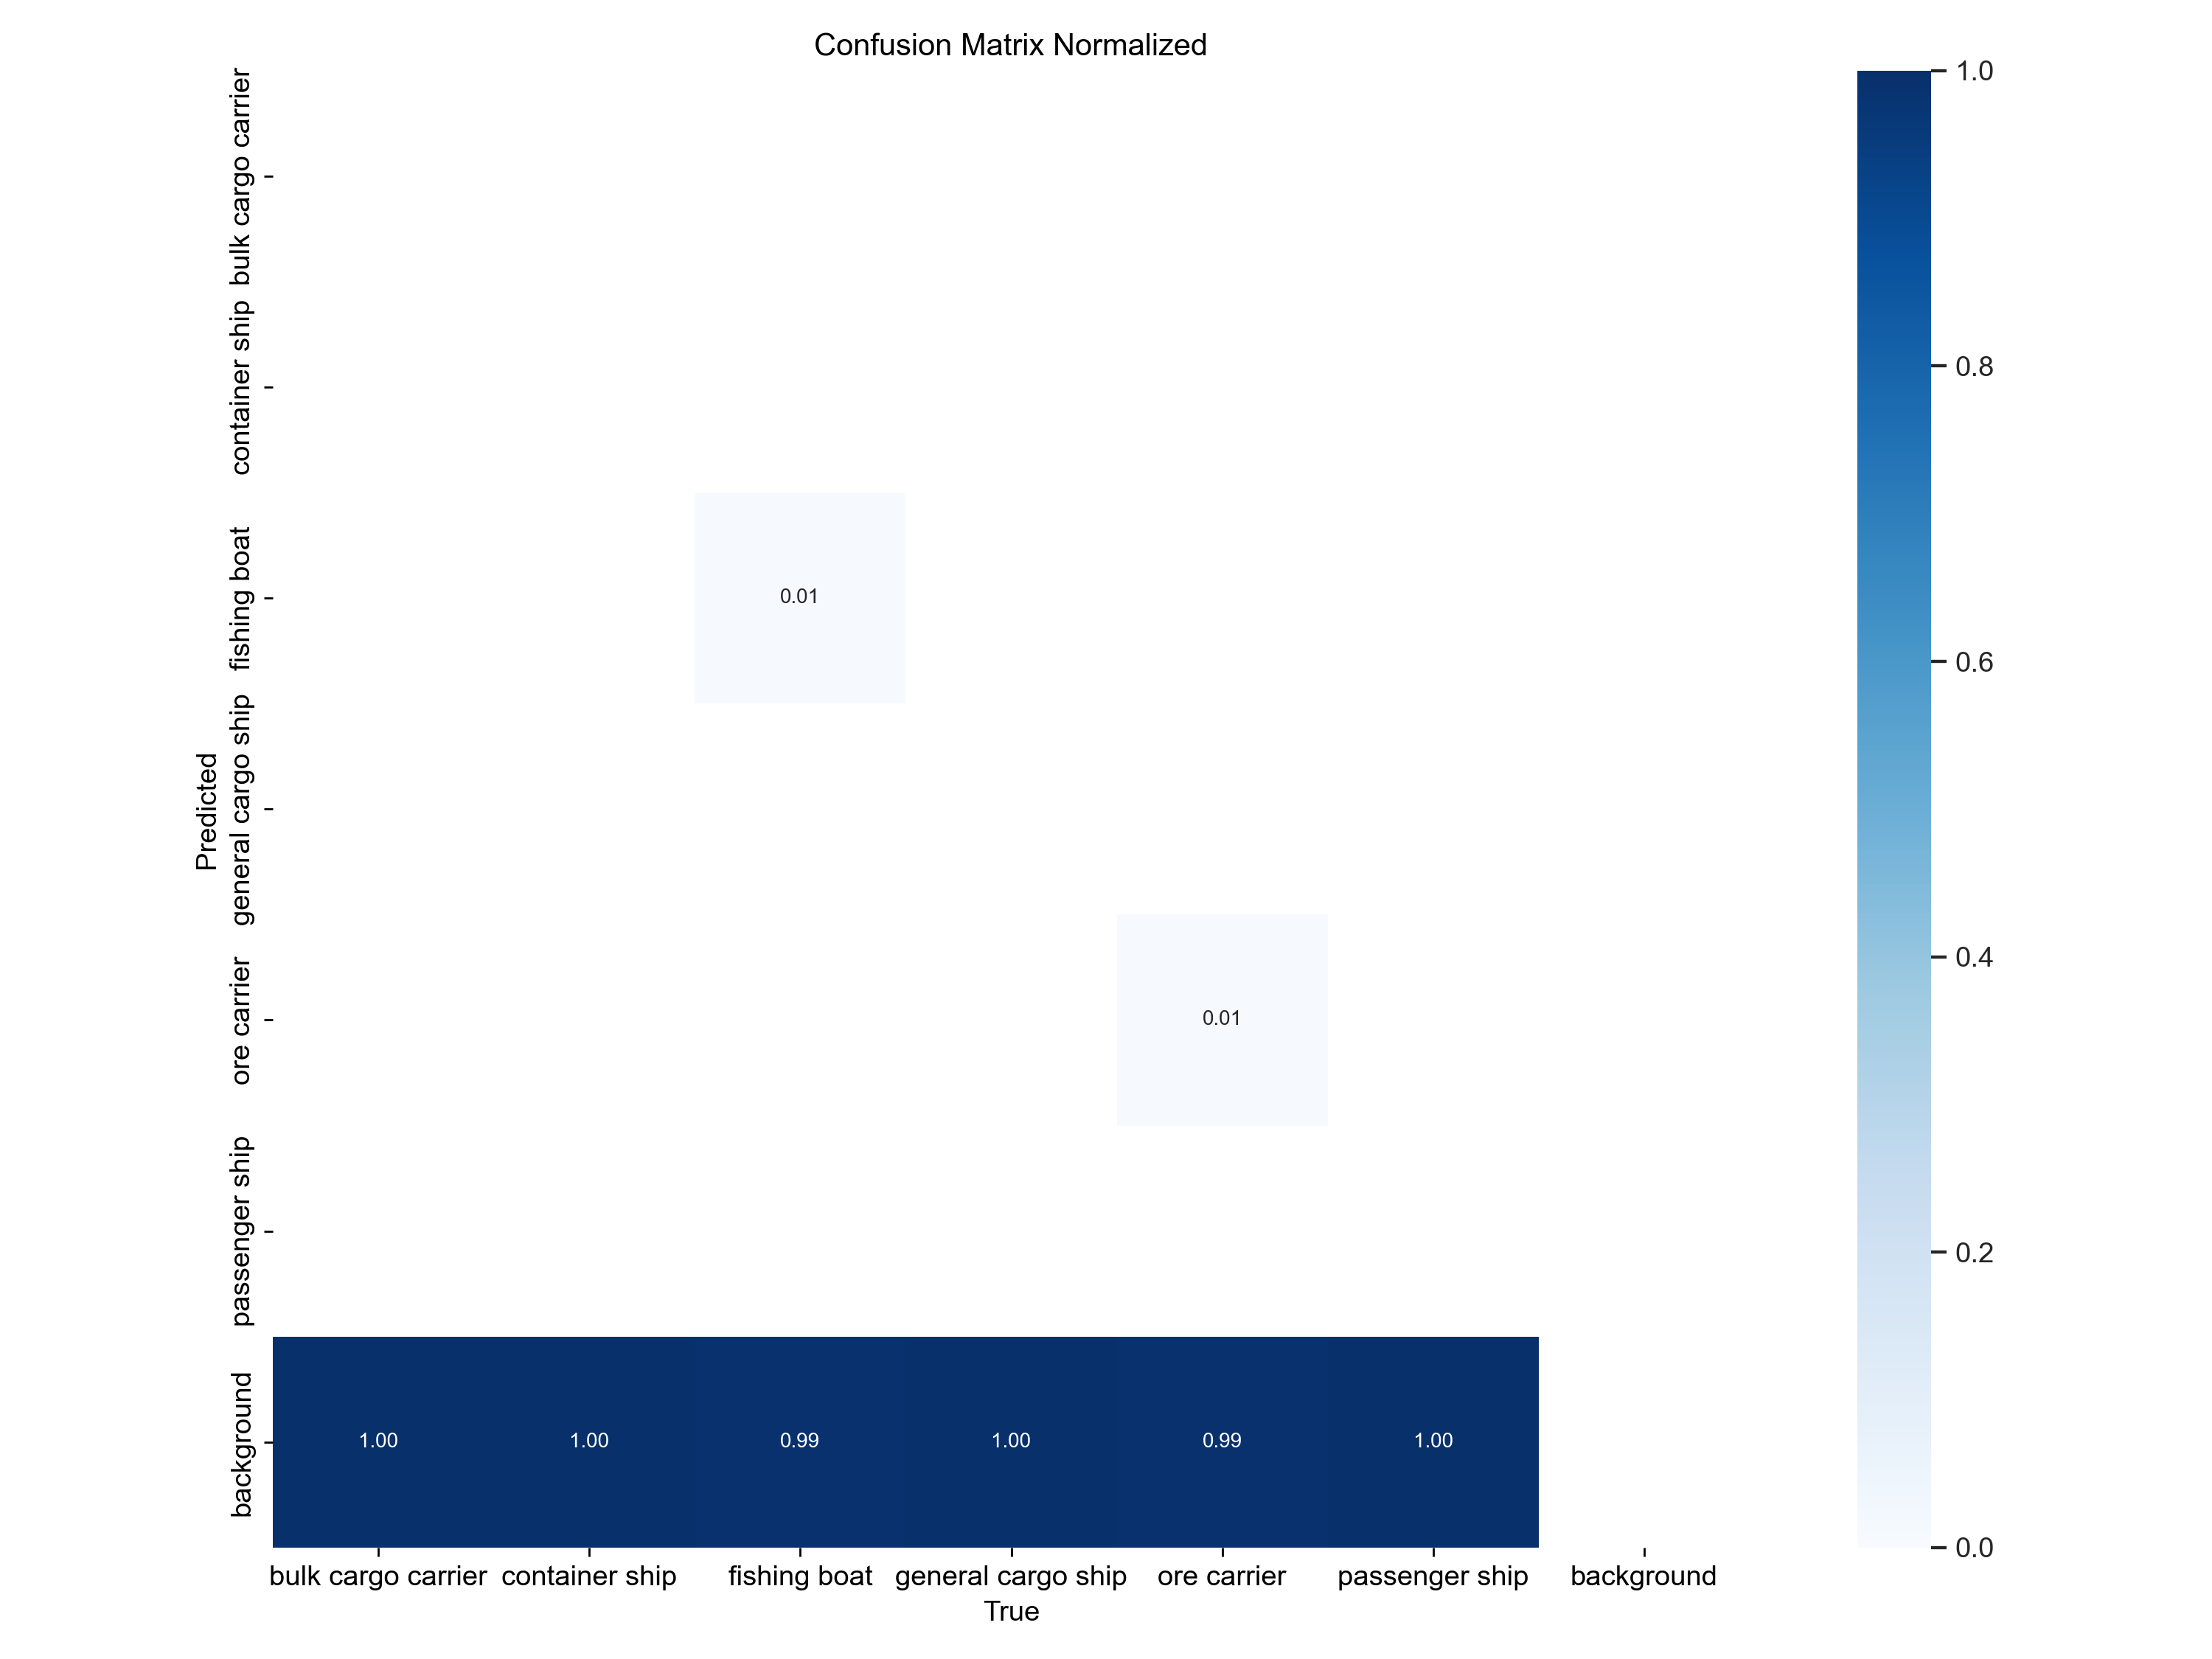 Confusion Matrix Normalized
Predicted
bulk cargo carrier
container ship
fishing boat
general cargo ship
ore carrier
passenger ship
background
0.01
0.01
1.00 1.00 0.99 1.00 0.99 1.00
bulk cargo carrier container ship fishing boat general cargo ship ore carrier passenger ship background
True
1.0
0.8
0.6
0.4
0.2
0.0